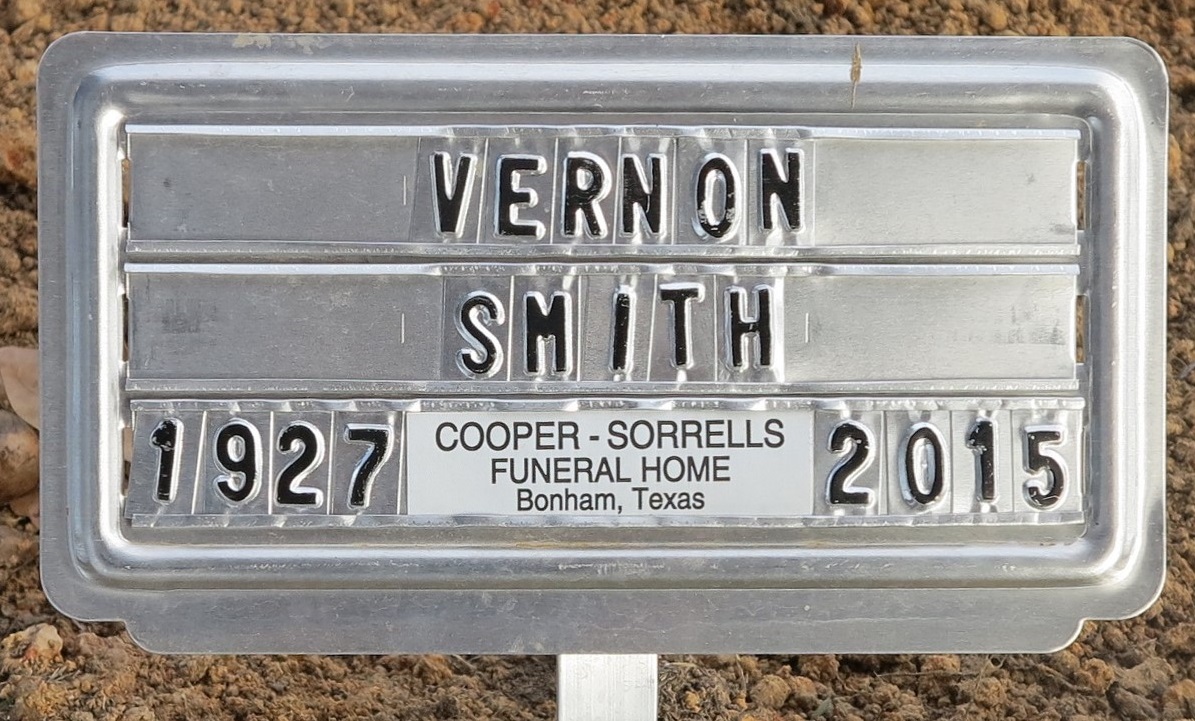 VERNON
SMITH
1927 COOPER - SORRELLS 2015
FUNERAL HOME
Bonham, Texas